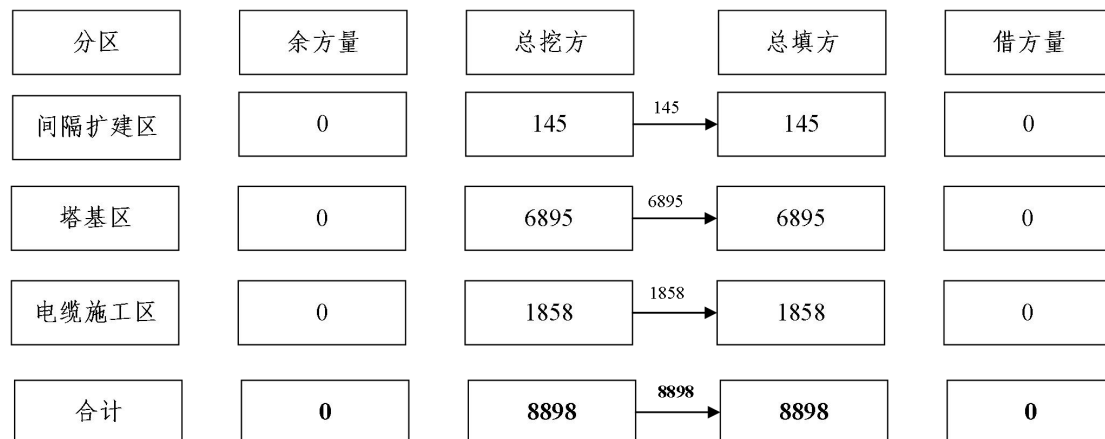 分区 余方量 总挖方 总填方 借方量
间隔扩建区 0 145 145 145 0
塔基区 0 6895 6895 6895 0
电缆施工区 0 1858 1858 1858 0
合计 0 8898 8898 8898 0